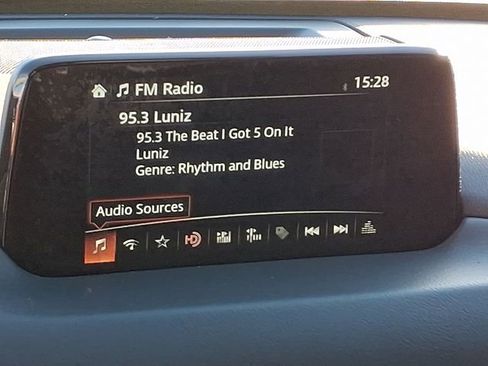 FM Radio 15:28
95.3 Luniz
95.3 The Beat I Got 5 On It
Luniz
Genre: Rhythm and Blues
Audio Sources
HD